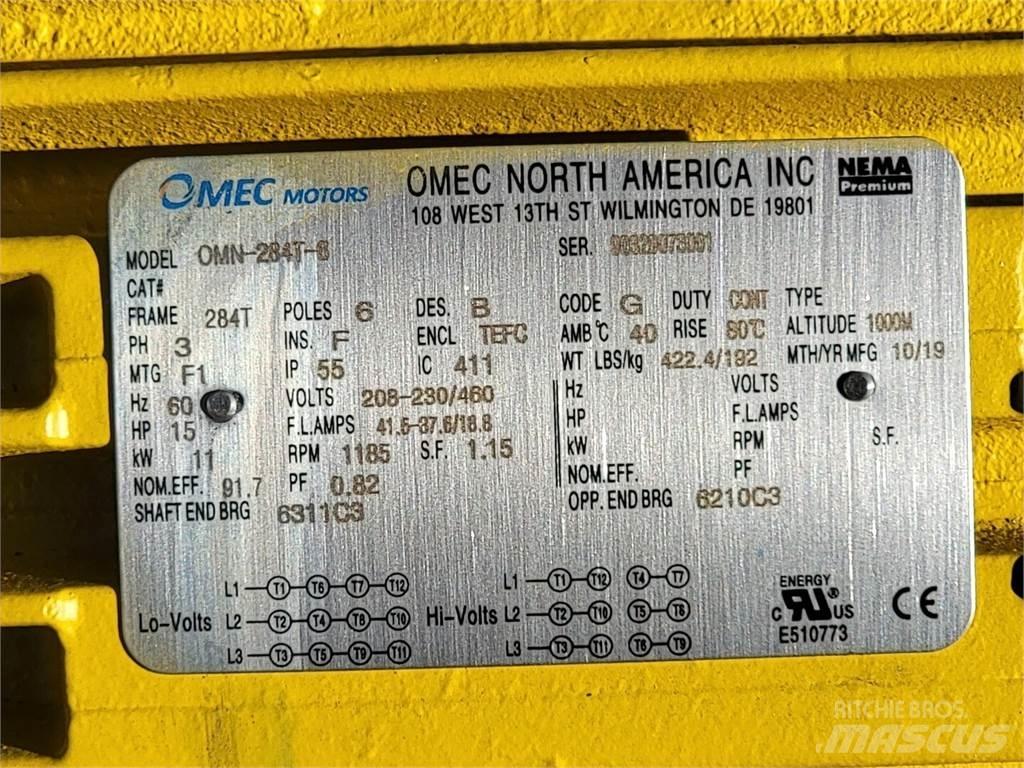 OMEC MOTORS
OMEC NORTH AMERICA INC
NEMA Premium
108 WEST 13TH ST WILMINGTON DE 19801
MODEL OMN-284T-6 SER.
CAT#
FRAME 284T POLES 6 DES. B CODE G DUTY CONT TYPE
PH 3 INS. F ENCL TEFC AMB°C 40 RISE 80°C ALTITUDE 1000M
MTG F1 IP 55 IC 411 WT LBS/kg 422.4/192 MTH/YR MFG 10/19
Hz 60 VOLTS 208-230/460 Hz VOLTS
HP 15 F.L.AMPS 41.5-37.6/18.8 HP F.L.AMPS
kW 11 RPM 1185 S.F. 1.15 kW RPM S.F.
NOM.EFF. 91.7 PF 0.82 NOM.EFF. PF
SHAFT END BRG 6311C3 OPP. END BRG 6210C3
Lo-Volts
L1 T1 T6 T7 T12
L2 T2 T4 T8 T10
L3 T3 T5 T9 T11
Hi-Volts
L1 T1 T12 T4 T7
L2 T2 T10 T5 T8
L3 T3 T11 T6 T9
ENERGY
C UR US
E510773
CE
RITCHIE BROS.
MASCUS